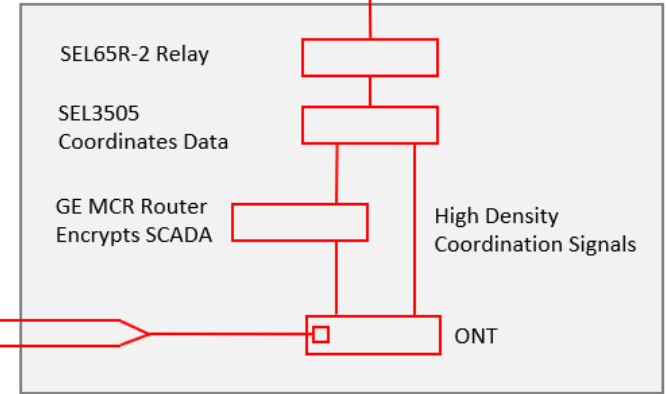 SEL65R-2 Relay
SEL3505
Coordinates Data
GE MCR Router
Encrypts SCADA
High Density
Coordination Signals
ONT